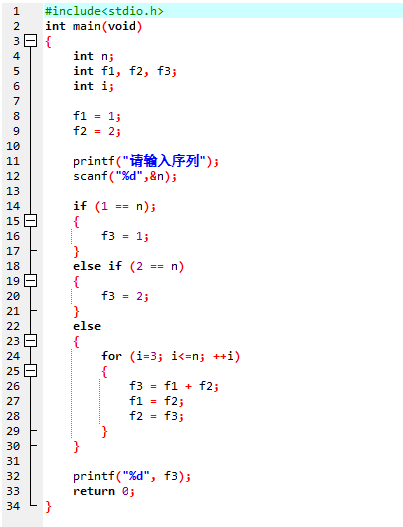 1 #include<stdio.h>
2 int main(void)
3 {
4 int n;
5 int f1, f2, f3;
6 int i;
7
8 f1 = 1;
9 f2 = 2;
10
11 printf("请输入序列");
12 scanf("%d",&n);
13
14 if (1 == n);
15 {
16 f3 = 1;
17 }
18 else if (2 == n)
19 {
20 f3 = 2;
21 }
22 else
23 {
24 for (i=3; i<=n; ++i)
25 {
26 f3 = f1 + f2;
27 f1 = f2;
28 f2 = f3;
29 }
30 }
31
32 printf("%d", f3);
33 return 0;
34 }